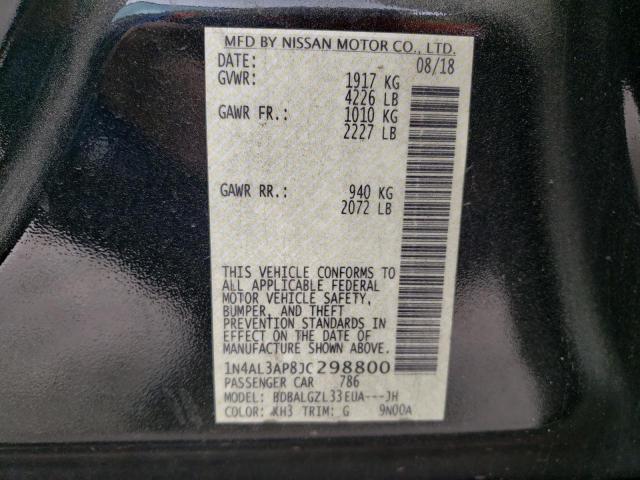 MFD BY NISSAN MOTOR CO., LTD.
DATE: 08/18
GVWR: 1917 KG
4226 LB
GAWR FR.: 1010 KG
2227 LB
GAWR RR.: 940 KG
2072 LB
THIS VEHICLE CONFORMS TO
ALL APPLICABLE FEDERAL
MOTOR VEHICLE SAFETY,
BUMPER, AND THEFT
PREVENTION STANDARDS IN
EFFECT ON THE DATE OF
MANUFACTURE SHOWN ABOVE.
1N4AL3AP8JC298800
PASSENGER CAR 786
MODEL: BDBALGZL33EUA---JH
COLOR: KH3 TRIM: G 9N00A